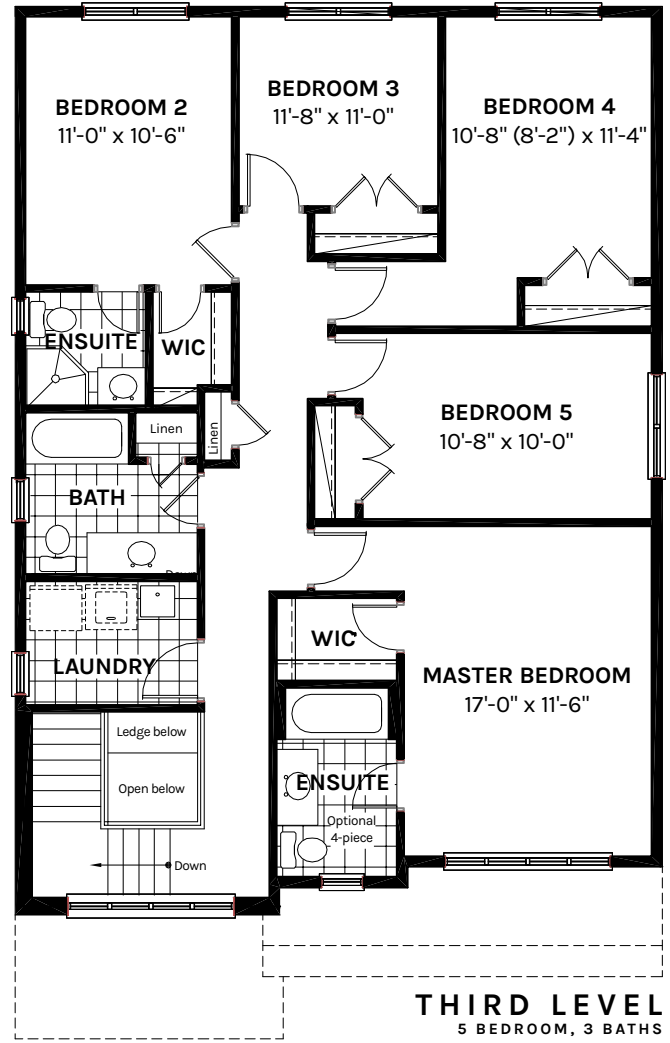 BEDROOM 2
11'-0" x 10'-6"
BEDROOM 3
11'-8" x 11'-0"
BEDROOM 4
10'-8" (8'-2") x 11'-4"
ENSUITE
WIC
BEDROOM 5
10'-8" x 10'-0"
Linen
Linen
BATH
LAUNDRY
WIC
MASTER BEDROOM
17'-0" x 11'-6"
Ledge below
Open below
ENSUITE
Optional
4-piece
Down
THIRD LEVEL
5 BEDROOM, 3 BATHS